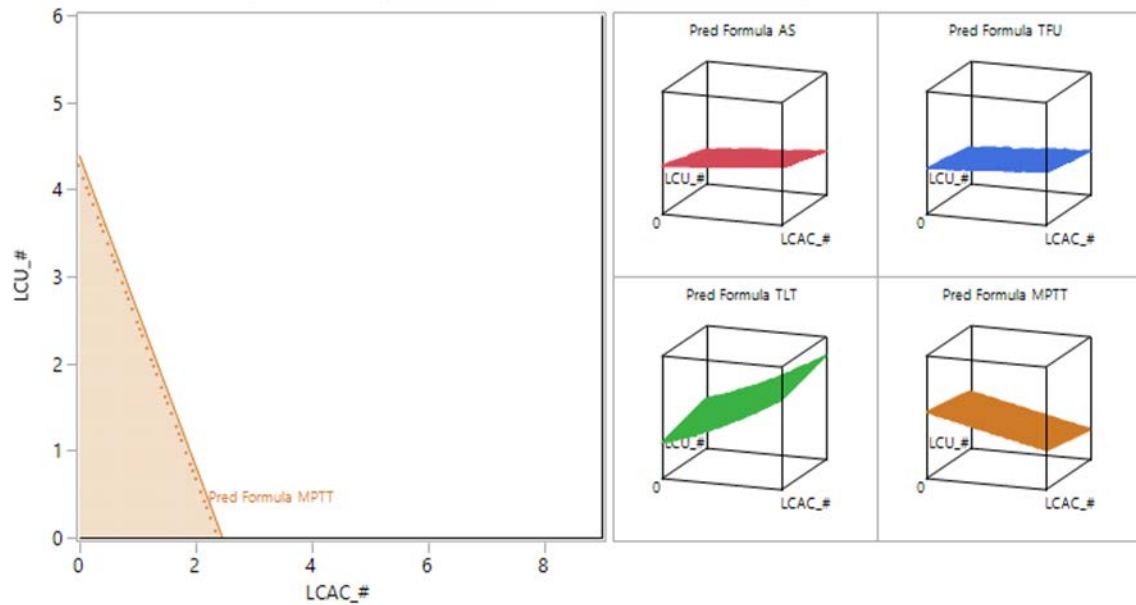 6
5
4
3
2
1
0
LCU_#
0
2
4
6
8
LCAC_#
Pred Formula MPTT
Pred Formula AS
LCU_#
0
LCAC_#
Pred Formula TFU
LCU_#
0
LCAC_#
Pred Formula TLT
LCU_#
0
LCAC_#
Pred Formula MPTT
LCU_#
0
LCAC_#